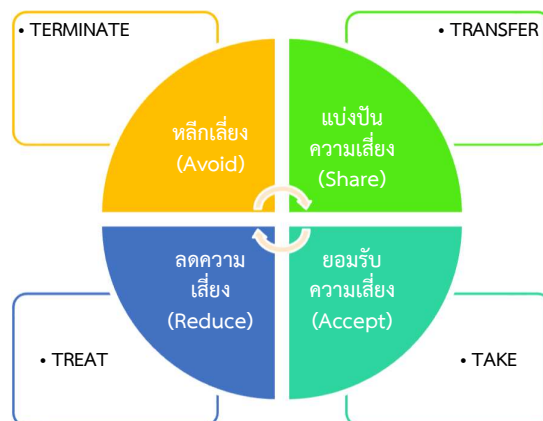 • TERMINATE
• TRANSFER
หลีกเลี่ยง
(Avoid)
แบ่งปัน
ความเสี่ยง
(Share)
ลดความ
เสี่ยง
(Reduce)
ยอมรับ
ความเสี่ยง
(Accept)
• TREAT
• TAKE